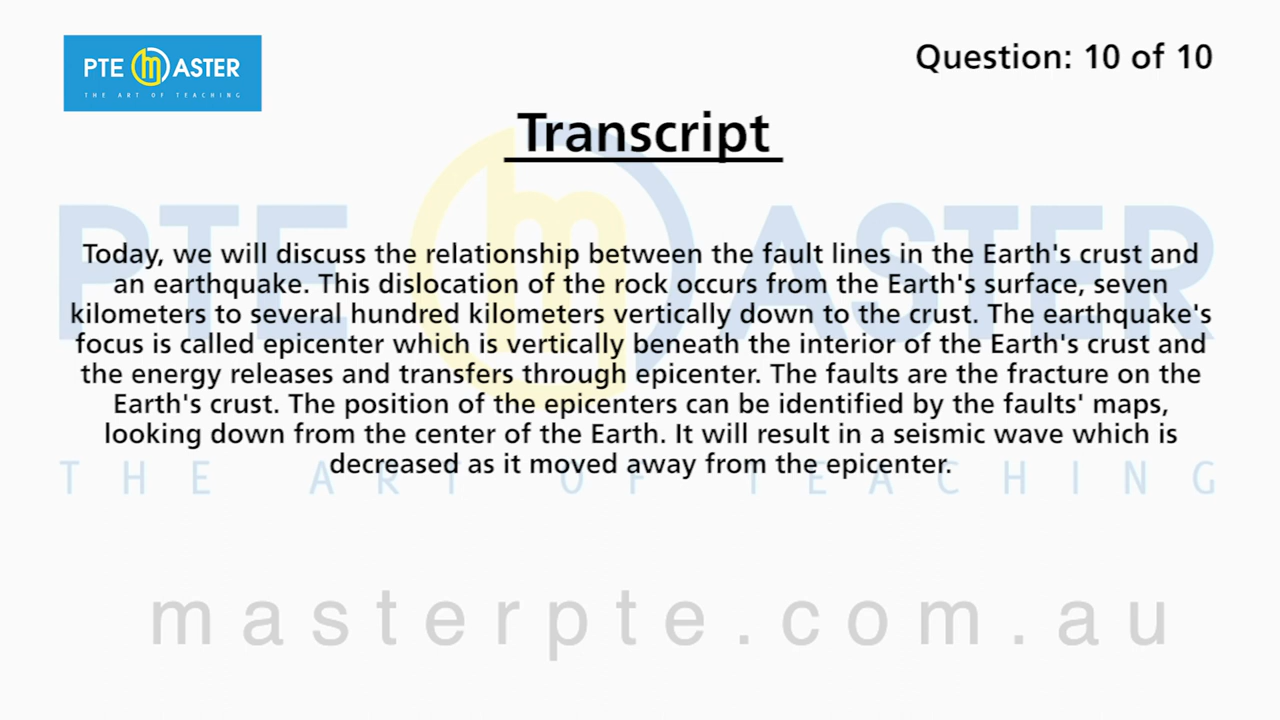 PTE MASTER
THE ART OF TEACHING
Question: 10 of 10
Transcript
PTE MASTER
Today, we will discuss the relationship between the fault lines in the Earth's crust and
an earthquake. This dislocation of the rock occurs from the Earth's surface, seven
kilometers to several hundred kilometers vertically down to the crust. The earthquake's
focus is called epicenter which is vertically beneath the interior of the Earth's crust and
the energy releases and transfers through epicenter. The faults are the fracture on the
Earth's crust. The position of the epicenters can be identified by the faults' maps,
looking down from the center of the Earth. It will result in a seismic wave which is
decreased as it moved away from the epicenter.
THE ART OF TEACHING
masterpte.com.au